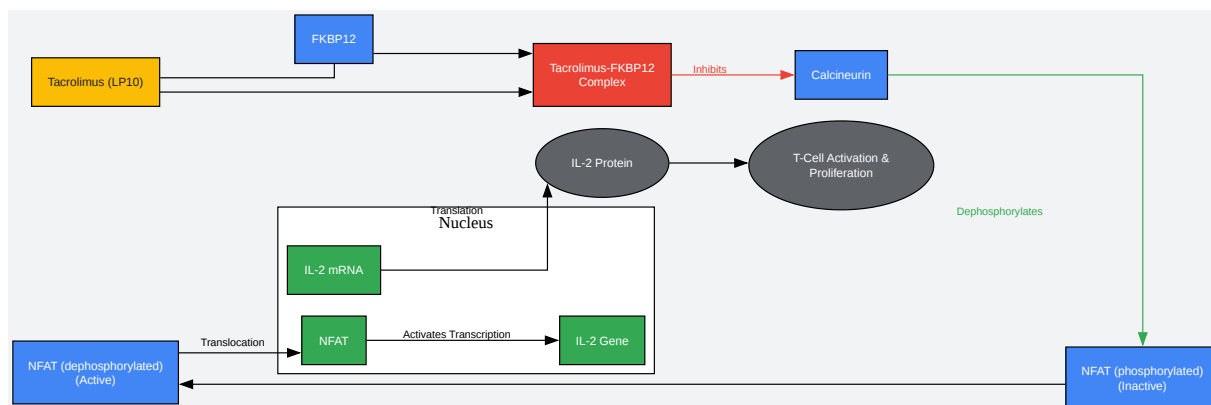 FKBP12
Tacrolimus (LP10)
Tacrolimus-FKBP12
Complex
Inhibits
Calcineurin
IL-2 Protein
T-Cell Activation &
Proliferation
Translation
Nucleus
Dephosphorylates
IL-2 mRNA
NFAT
Activates Transcription
IL-2 Gene
Translocation
NFAT (dephosphorylated)
(Active)
NFAT (phosphorylated)
(Inactive)